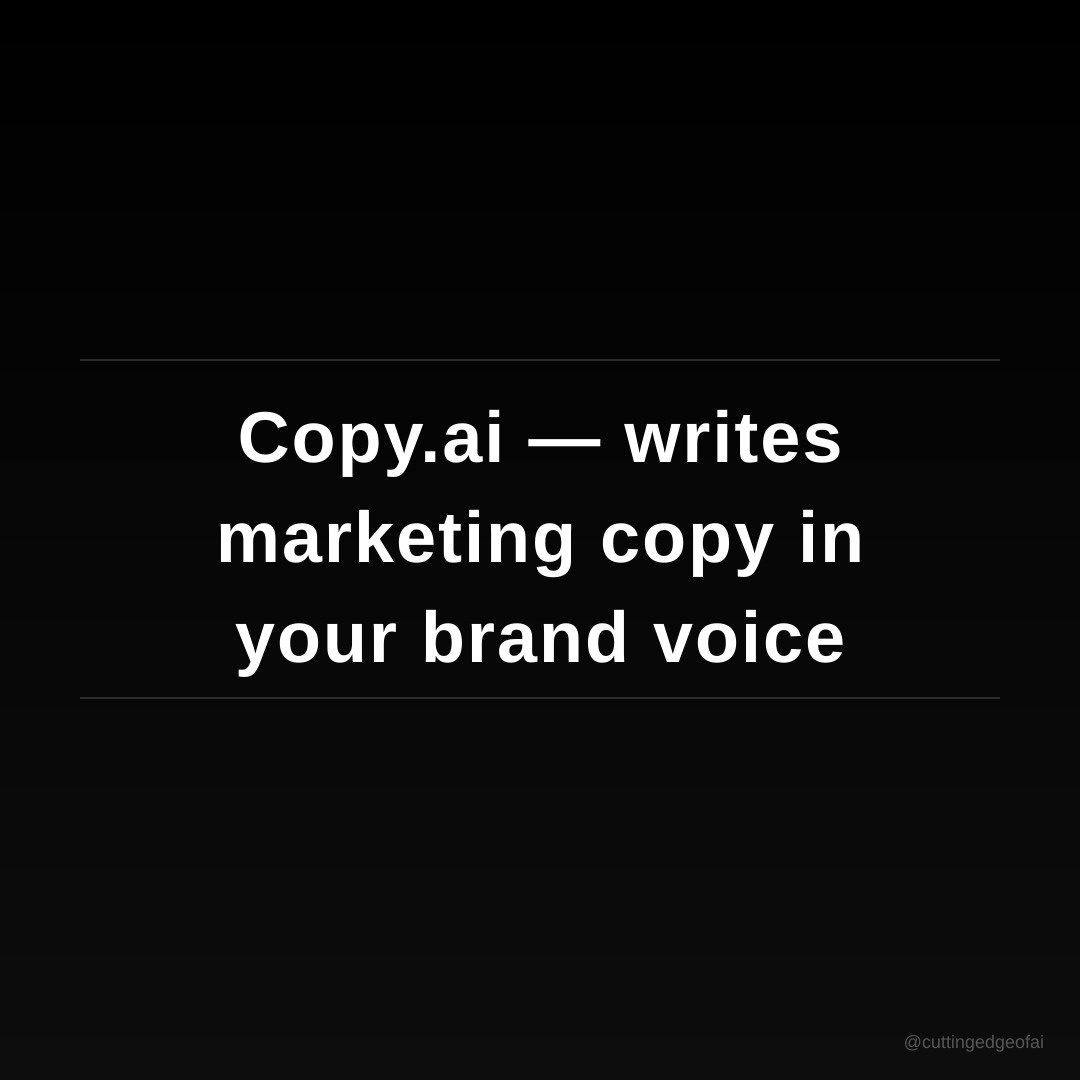 Copy.ai — writes
marketing copy in
your brand voice
@cuttingedgeofai